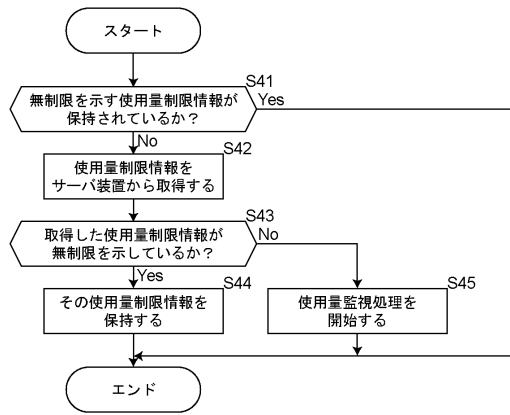 スタート
S41
無制限を示す使用量制限情報が
保持されているか?
Yes
No
S42
使用量制限情報を
サーバ装置から取得する
S43
取得した使用量制限情報が
無制限を示しているか?
No
Yes
S44
その使用量制限情報を
保持する
S45
使用量監視処理を
開始する
エンド